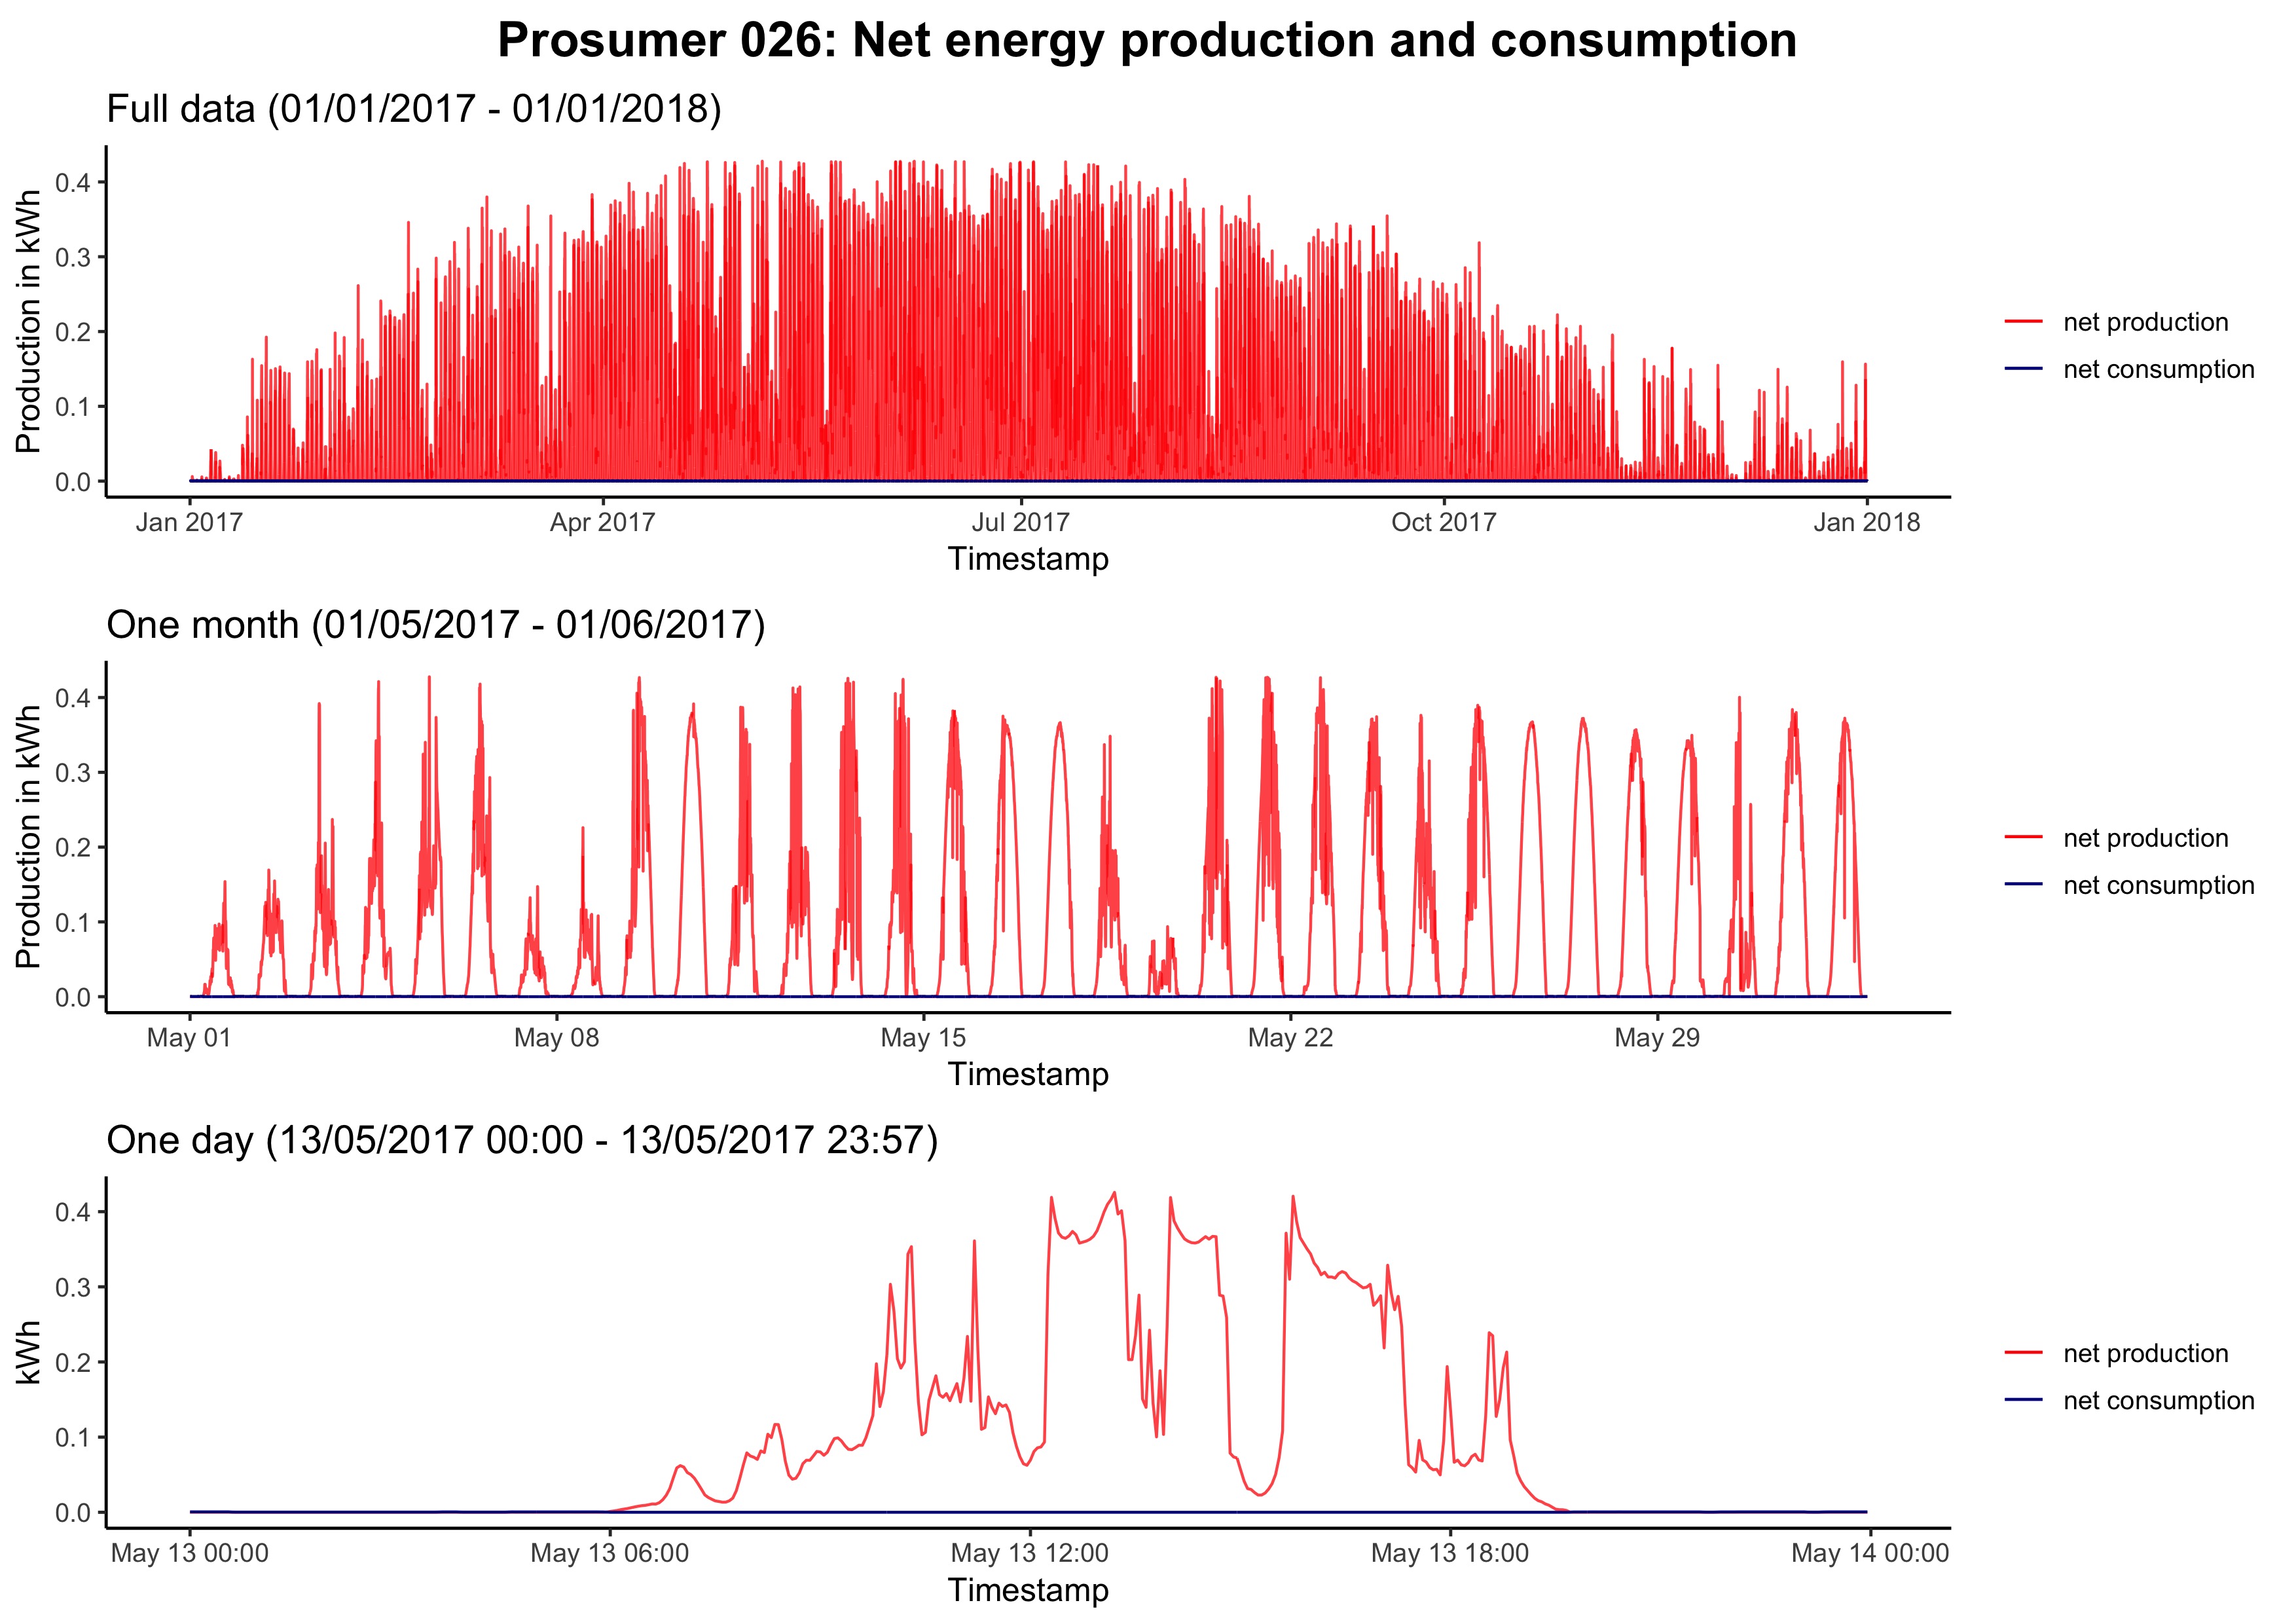 Prosumer 026: Net energy production and consumption
Full data (01/01/2017 - 01/01/2018)
Production in kWh
0.4
0.3
0.2
0.1
0.0
Jan 2017 Apr 2017 Jul 2017 Oct 2017 Jan 2018
Timestamp
net production
net consumption
One month (01/05/2017 - 01/06/2017)
Production in kWh
0.4
0.3
0.2
0.1
0.0
May 01 May 08 May 15 May 22 May 29
Timestamp
net production
net consumption
One day (13/05/2017 00:00 - 13/05/2017 23:57)
kWh
0.4
0.3
0.2
0.1
0.0
May 13 00:00 May 13 06:00 May 13 12:00 May 13 18:00 May 14 00:00
Timestamp
net production
net consumption